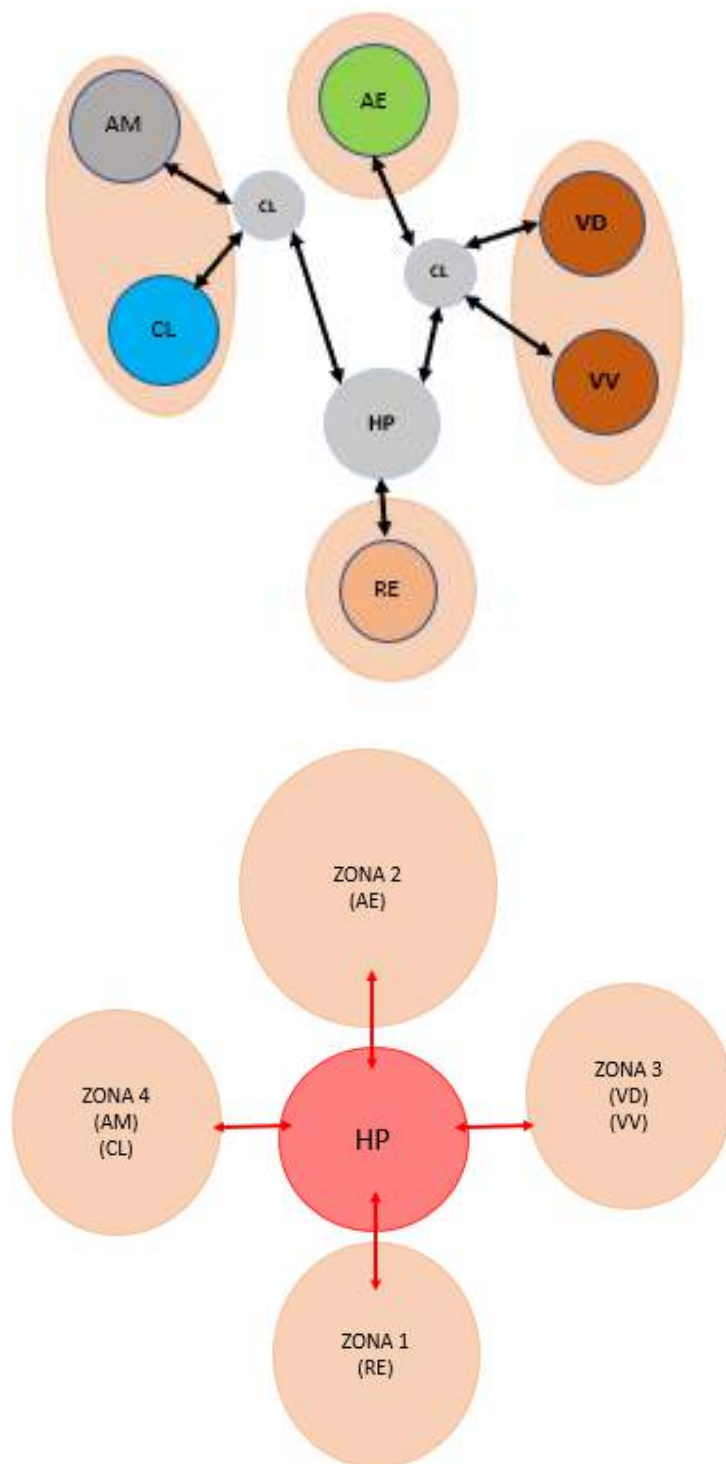 AE
AM
CL
VD
CL
CL
VV
HP
RE
ZONA 2
(AE)
ZONA 4
(AM)
(CL)
ZONA 3
(VD)
(VV)
HP
ZONA 1
(RE)